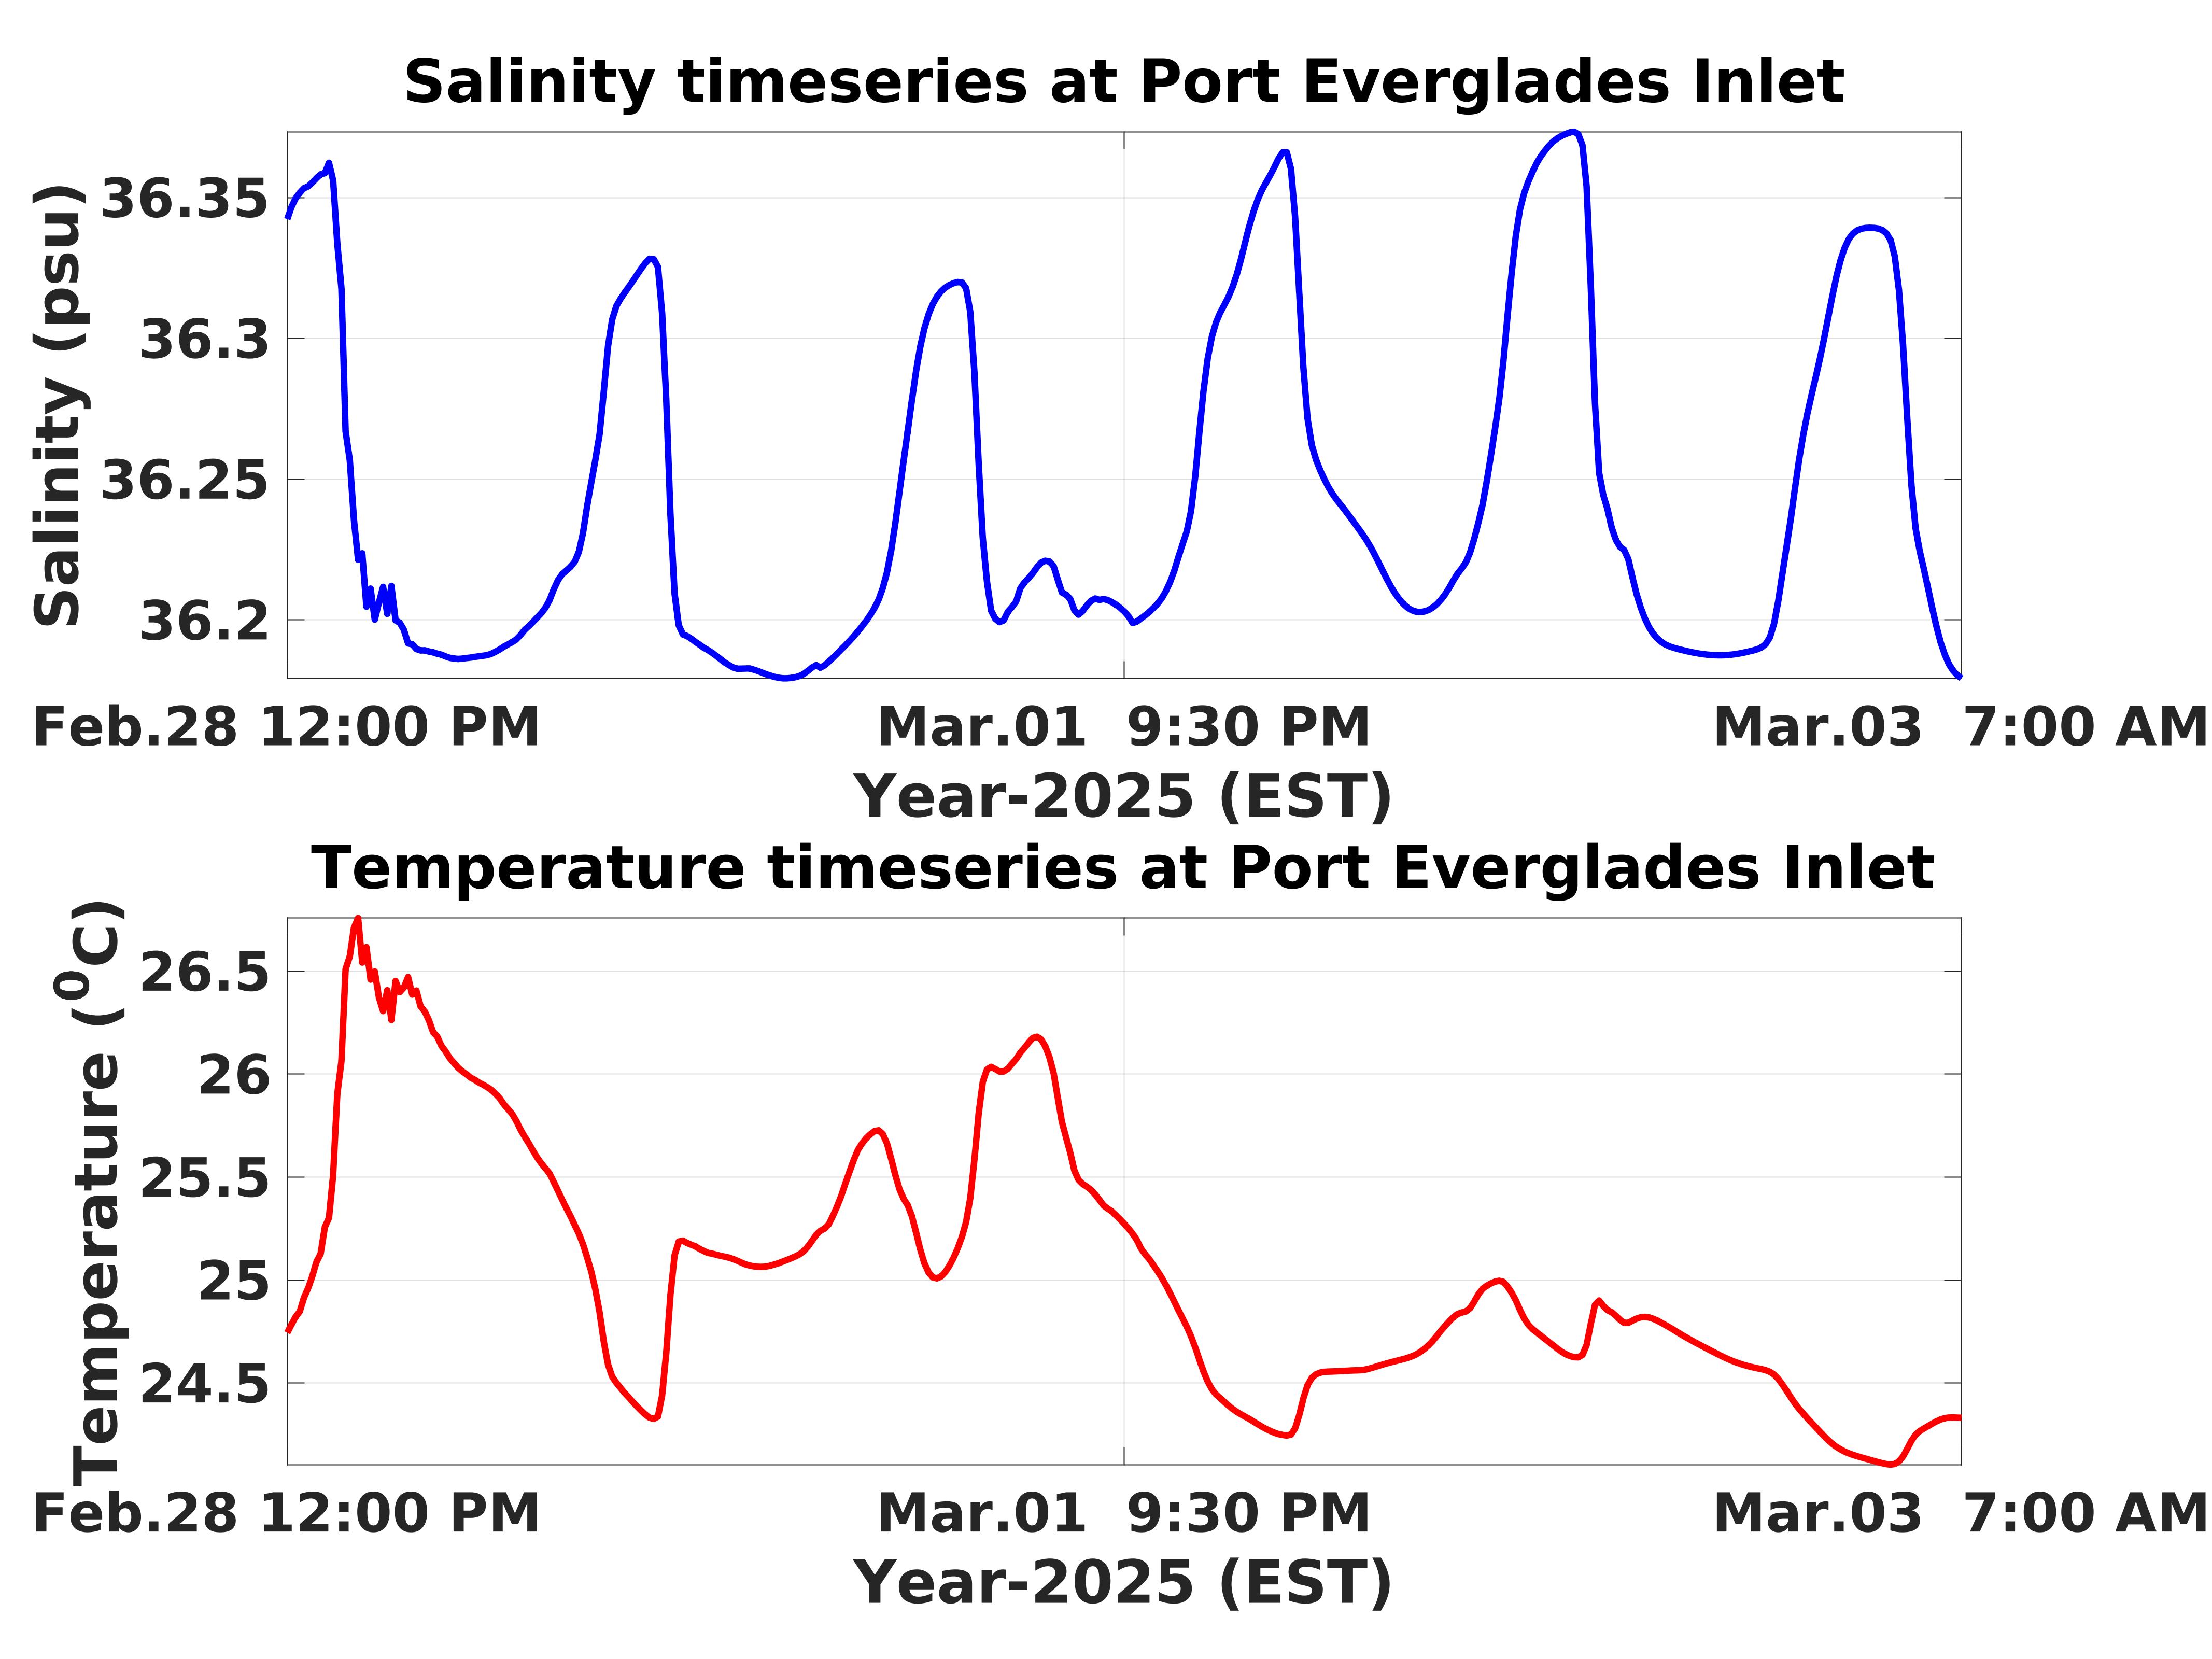 Salinity timeseries at Port Everglades Inlet
Salinity (psu)
36.35
36.3
36.25
36.2
Feb.28 12:00 PM Mar.01  9:30 PM Mar.03  7:00 AM
Year-2025 (EST)
Temperature timeseries at Port Everglades Inlet
Temperature (⁰C)
26.5
26
25.5
25
24.5
Feb.28 12:00 PM Mar.01  9:30 PM Mar.03  7:00 AM
Year-2025 (EST)